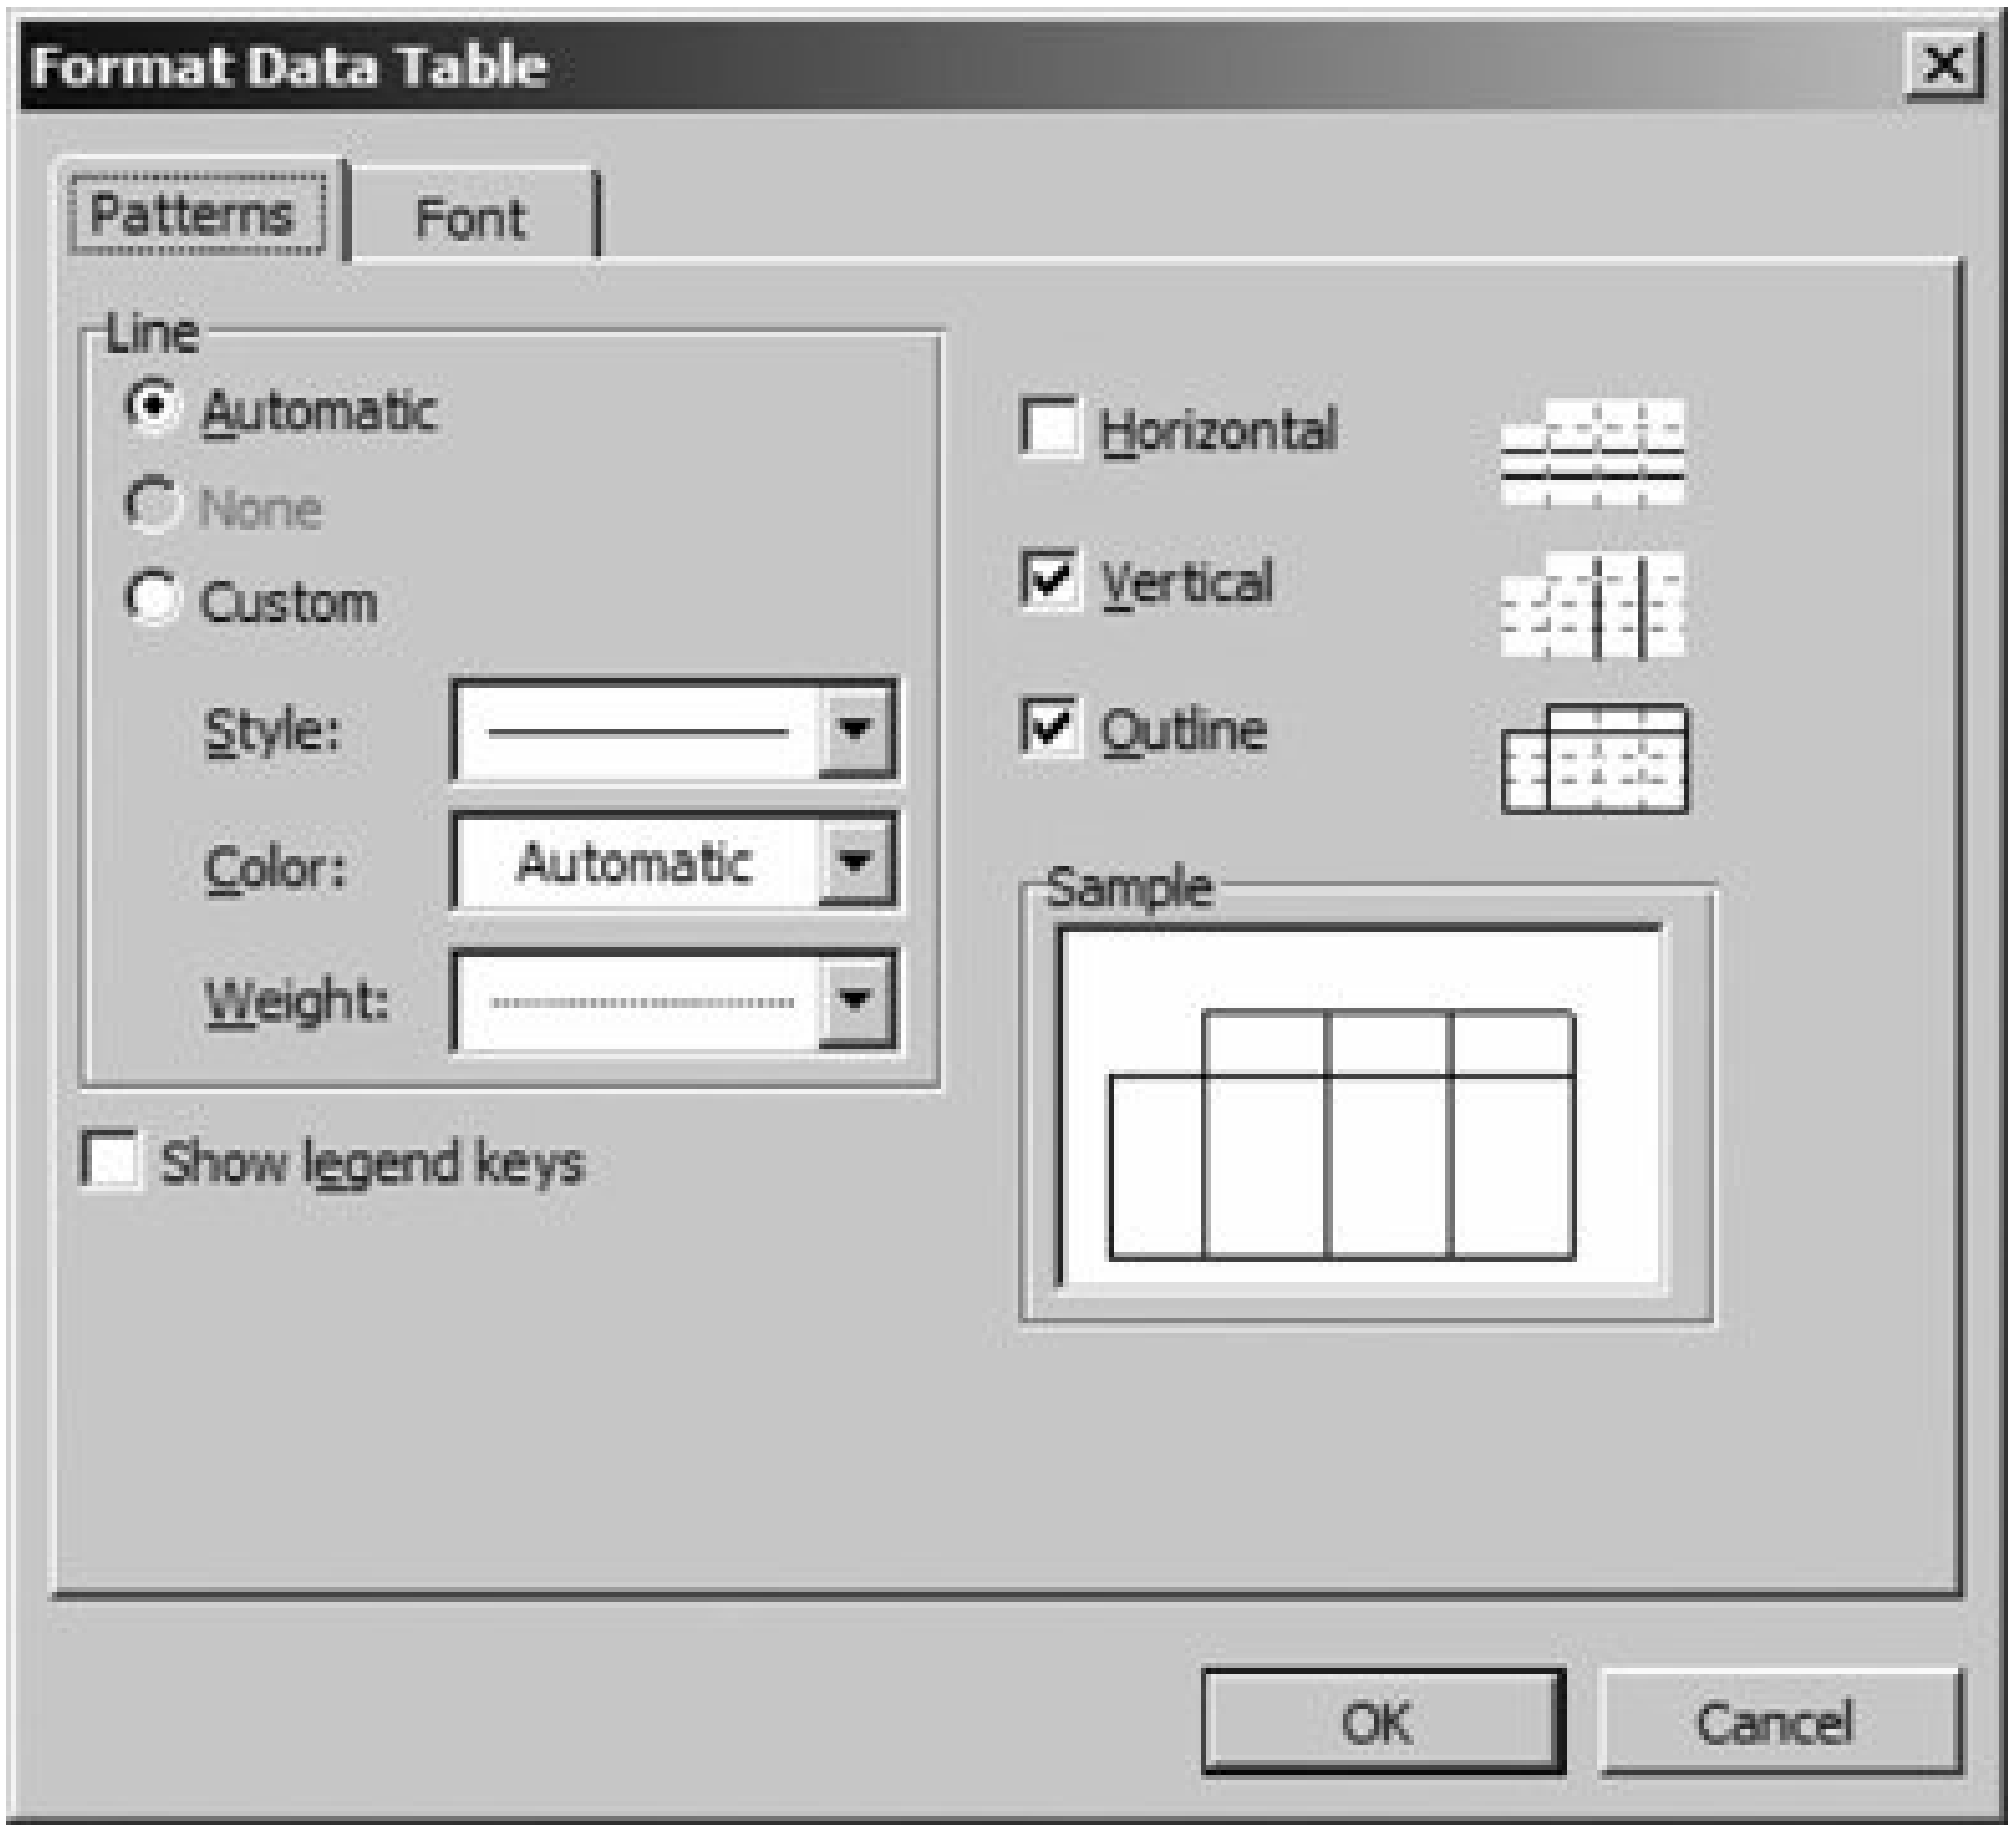 Format Data Table
Patterns
Font
Line
Automatic
None
Custom
Style:
Color: Automatic
Weight:
Show legend keys
Horizontal
Vertical
Outline
Sample
OK
Cancel